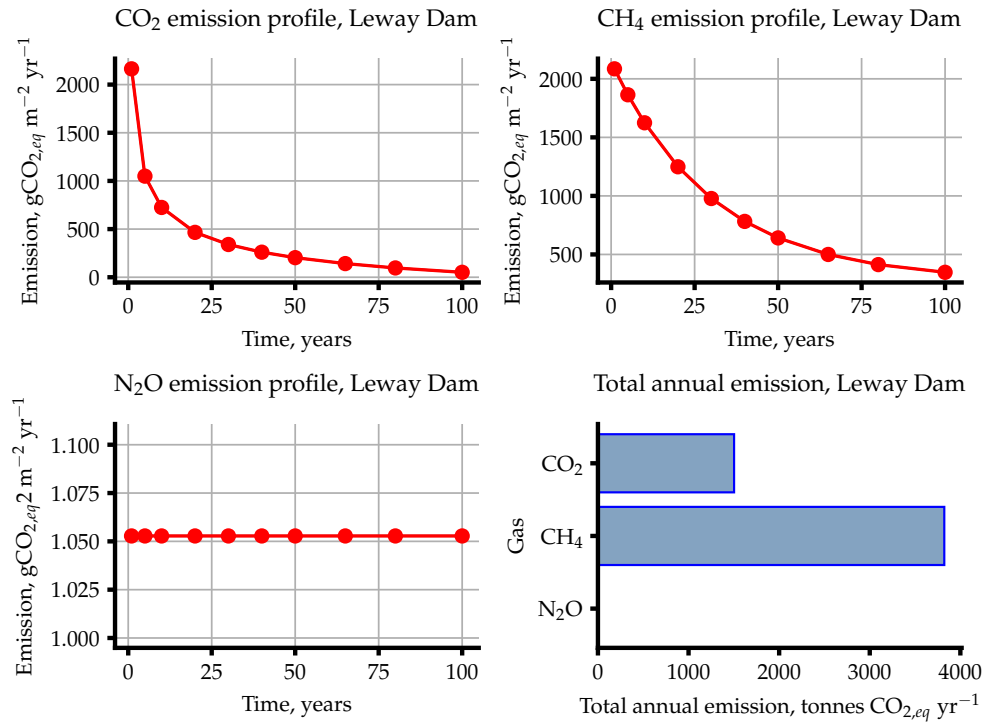 CO₂ emission profile, Leway Dam
Emission, gCO₂,eq m⁻² yr⁻¹
2000
1500
1000
500
0
0 25 50 75 100
Time, years
CH₄ emission profile, Leway Dam
Emission, gCO₂,eq m⁻² yr⁻¹
2000
1500
1000
500
0 25 50 75 100
Time, years
N₂O emission profile, Leway Dam
Emission, gCO₂,eq2 m⁻² yr⁻¹
1.100
1.075
1.050
1.025
1.000
0 25 50 75 100
Time, years
Total annual emission, Leway Dam
Gas
CO₂
CH₄
N₂O
0 1000 2000 3000 4000
Total annual emission, tonnes CO₂,eq yr⁻¹